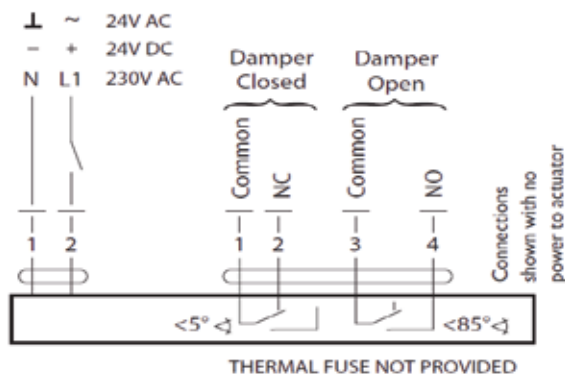 ⊥ ~ 24V AC
− + 24V DC
N L1 230V AC
Damper
Closed
Damper
Open
Common
NC
Common
NO
1 2
1 2 3 4
Connections
shown with no
power to actuator
<5°
<85°
THERMAL FUSE NOT PROVIDED